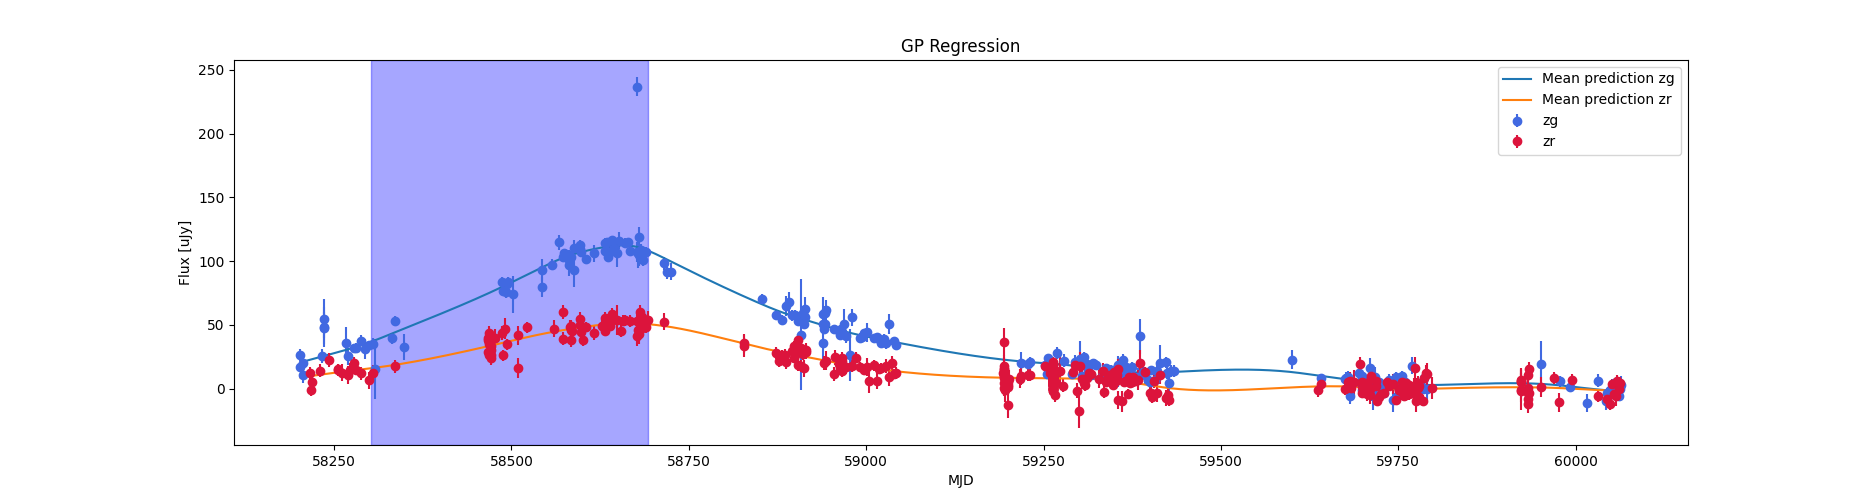 GP Regression
250
200
150
100
50
0
Flux [uJy]
58250
58500
58750
59000
59250
59500
59750
60000
MJD
Mean prediction zg
Mean prediction zr
zg
zr